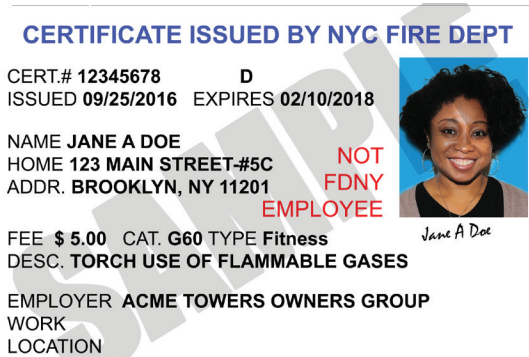 CERTIFICATE ISSUED BY NYC FIRE DEPT
CERT.# 12345678 D
ISSUED 09/25/2016 EXPIRES 02/10/2018
NAME JANE A DOE
HOME 123 MAIN STREET-#5C
ADDR. BROOKLYN, NY 11201
NOT
FDNY
EMPLOYEE
Jane A Doe
FEE $ 5.00 CAT. G60 TYPE Fitness
DESC. TORCH USE OF FLAMMABLE GASES
EMPLOYER ACME TOWERS OWNERS GROUP
WORK
LOCATION
SAMPLE